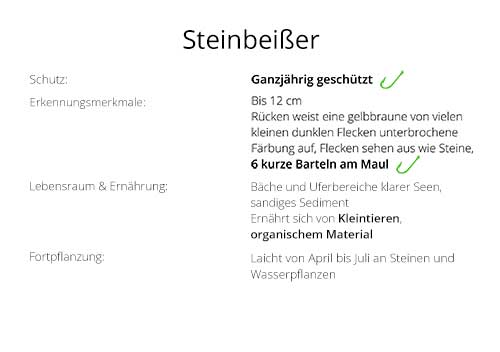 Steinbeißer
Schutz: Ganzjährig geschützt
Erkennungsmerkmale: Bis 12 cm
Rücken weist eine gelbbraune von vielen
kleinen dunklen Flecken unterbrochene
Färbung auf, Flecken sehen aus wie Steine,
6 kurze Barteln am Maul
Lebensraum & Ernährung: Bäche und Uferbereiche klarer Seen,
sandiges Sediment
Ernährt sich von Kleintieren,
organischem Material
Fortpflanzung: Laicht von April bis Juli an Steinen und
Wasserpflanzen